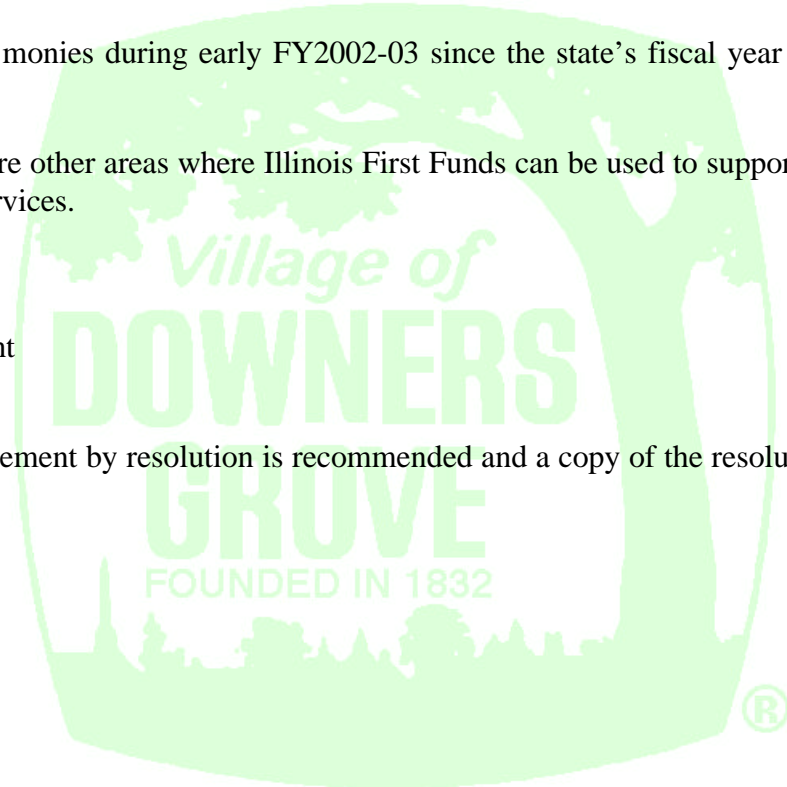 monies during early FY2002-03 since the state’s fiscal year
re other areas where Illinois First Funds can be used to suppor
rvices.
Village of
DOWNERS
nt
GROVE
ement by resolution is recommended and a copy of the resolu
FOUNDED IN 1832
®